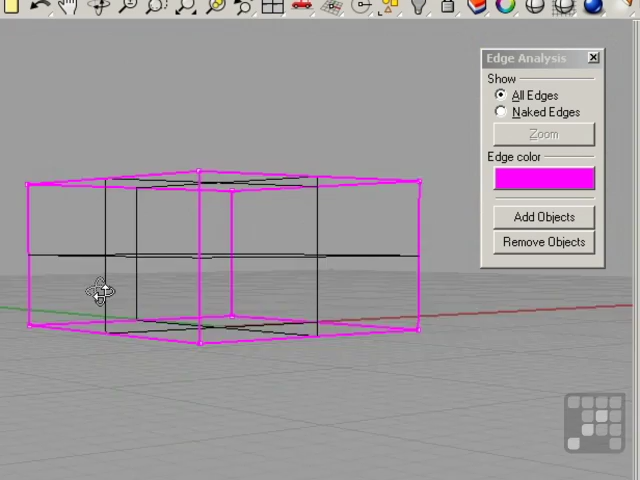 Edge Analysis
Show
All Edges
Naked Edges
Zoom
Edge color
Add Objects
Remove Objects